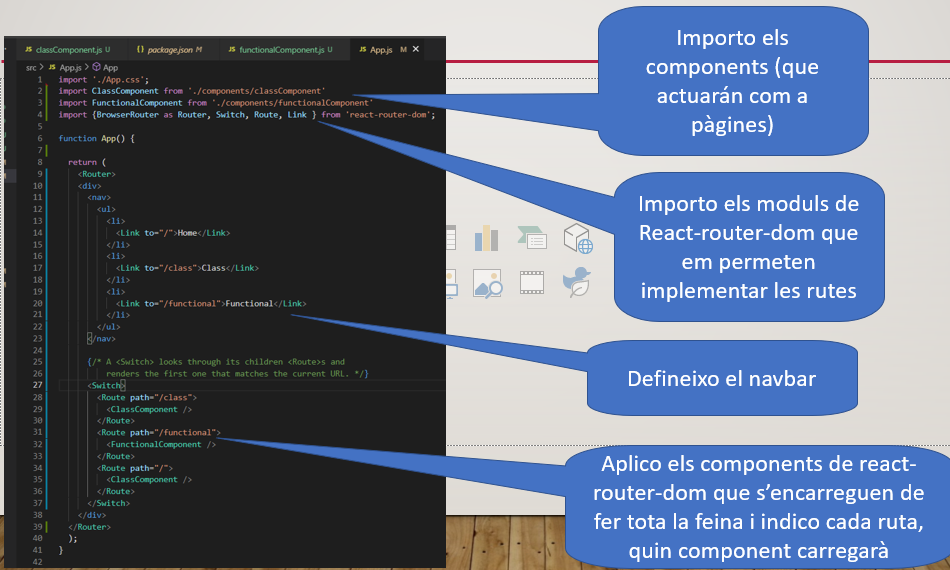 JS classComponent.js U
{} package.json M
JS functionalComponent.js U
JS App.js M ×
src > JS App.js > App
1 import './App.css';
2 import ClassComponent from './components/classComponent'
3 import FunctionalComponent from './components/functionalComponent'
4 import {BrowserRouter as Router, Switch, Route, Link } from 'react-router-dom';
5
6 function App() {
7
8 return (
9 <Router>
10 <div>
11 <nav>
12 <ul>
13 <li>
14 <Link to="/">Home</Link>
15 </li>
16 <li>
17 <Link to="/class">Class</Link>
18 </li>
19 <li>
20 <Link to="/functional">Functional</Link>
21 </li>
22 </ul>
23 </nav>
24
25 {/* A <Switch> looks through its children <Route>s and
26 renders the first one that matches the current URL. */}
27 <Switch>
28 <Route path="/class">
29 <ClassComponent />
30 </Route>
31 <Route path="/functional">
32 <FunctionalComponent />
33 </Route>
34 <Route path="/">
35 <ClassComponent />
36 </Route>
37 </Switch>
38 </div>
39 </Router>
40 );
41 }
42
Importo els
components (que
actuarán com a
pàgines)
Importo els moduls de
React-router-dom que
em permeten
implementar les rutes
Defineixo el navbar
Aplico els components de react-
router-dom que s'encarreguen de
fer tota la feina i indico cada ruta,
quin component carregarà